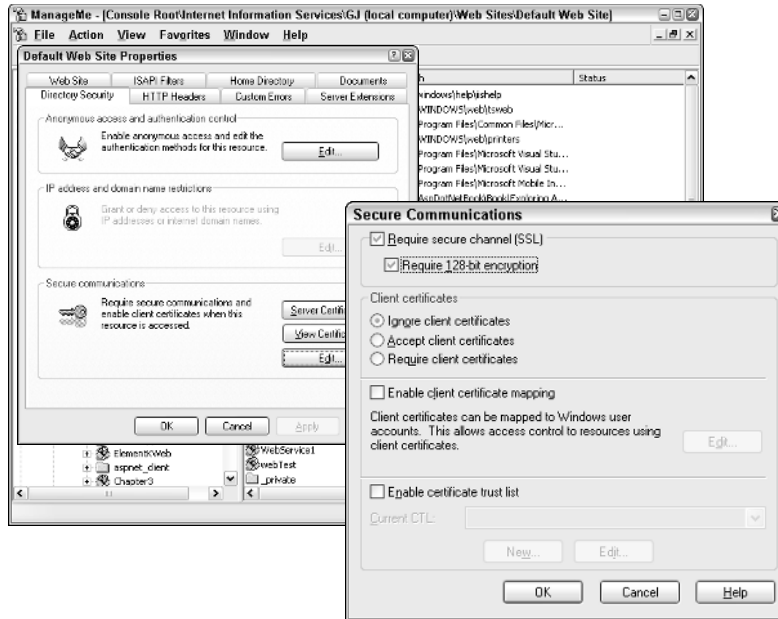 ManageMe - [Console Root\Internet Information Services\GJ (local computer)\Web Sites\Default Web Site]
File Action View Favorites Window Help
Default Web Site Properties
Web Site ISAPI Filters Home Directory Documents
Directory Security HTTP Headers Custom Errors Server Extensions
Anonymous access and authentication control
Enable anonymous access and edit the
authentication methods for this resource.
Edit...
IP address and domain name restrictions
Grant or deny access to this resource using
IP addresses or internet domain names.
Edit...
Secure communications
Require secure communications and
enable client certificates when this
resource is accessed.
Server Certifi
View Certific
Edit...
OK Cancel Apply
h Status
windows\help\iishelp
WINDOWS\web\tsweb
Program Files\Common Files\Micr...
WINDOWS\web\printers
Program Files\Microsoft Visual Stu...
Program Files\Microsoft Visual Stu...
Program Files\Microsoft Mobile In...
AspDotNetBook\Book\Exploring A...
ElementKWeb
aspnet_client
Chapter3
WebService1
webTest
_private
Secure Communications
Require secure channel (SSL)
Require 128-bit encryption
Client certificates
Ignore client certificates
Accept client certificates
Require client certificates
Enable client certificate mapping
Client certificates can be mapped to Windows user
accounts. This allows access control to resources using
client certificates.
Edit...
Enable certificate trust list
Current CTL:
New... Edit...
OK Cancel Help